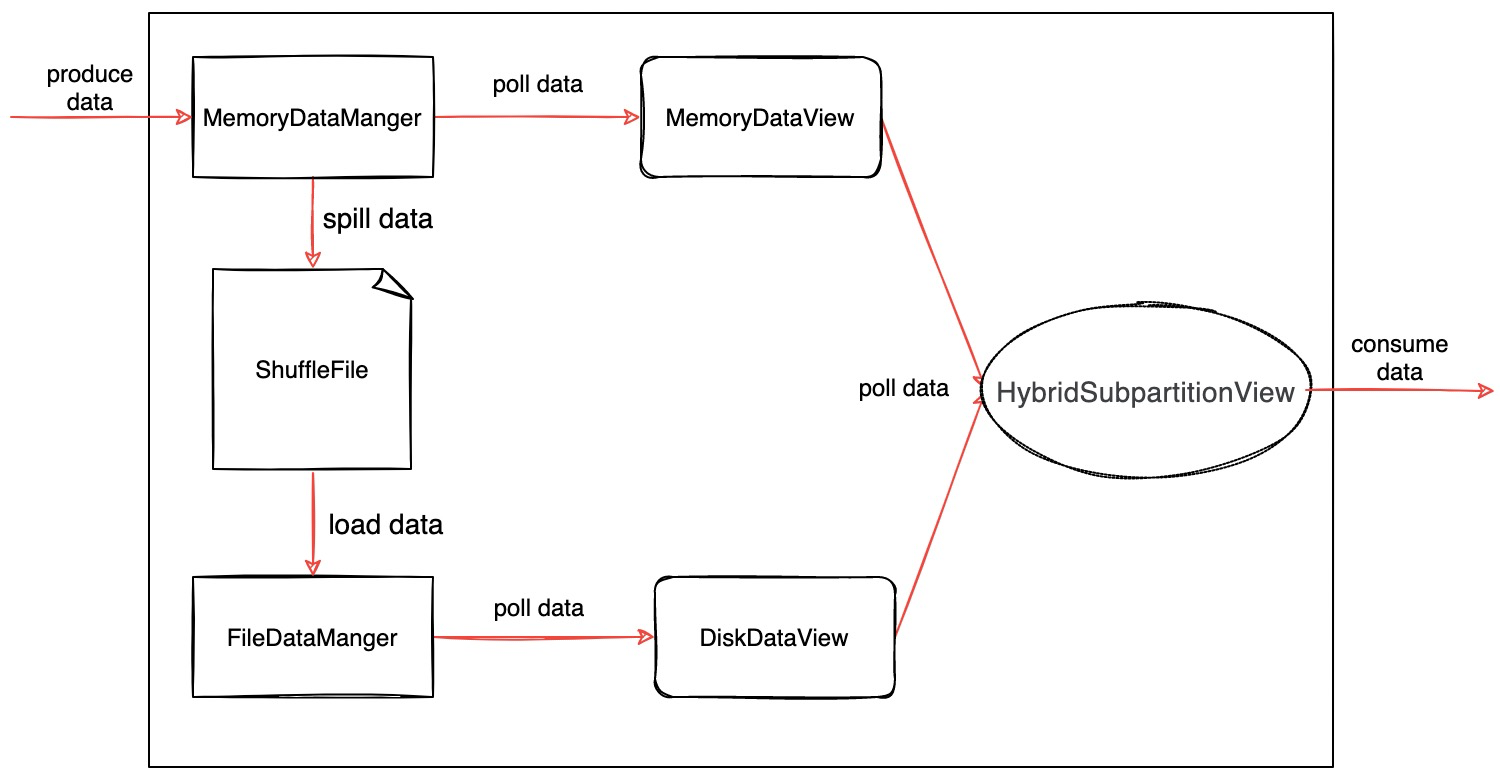 produce
data
MemoryDataManger
poll data
MemoryDataView
spill data
ShuffleFile
poll data
HybridSubpartitionView
consume
data
load data
FileDataManger
poll data
DiskDataView